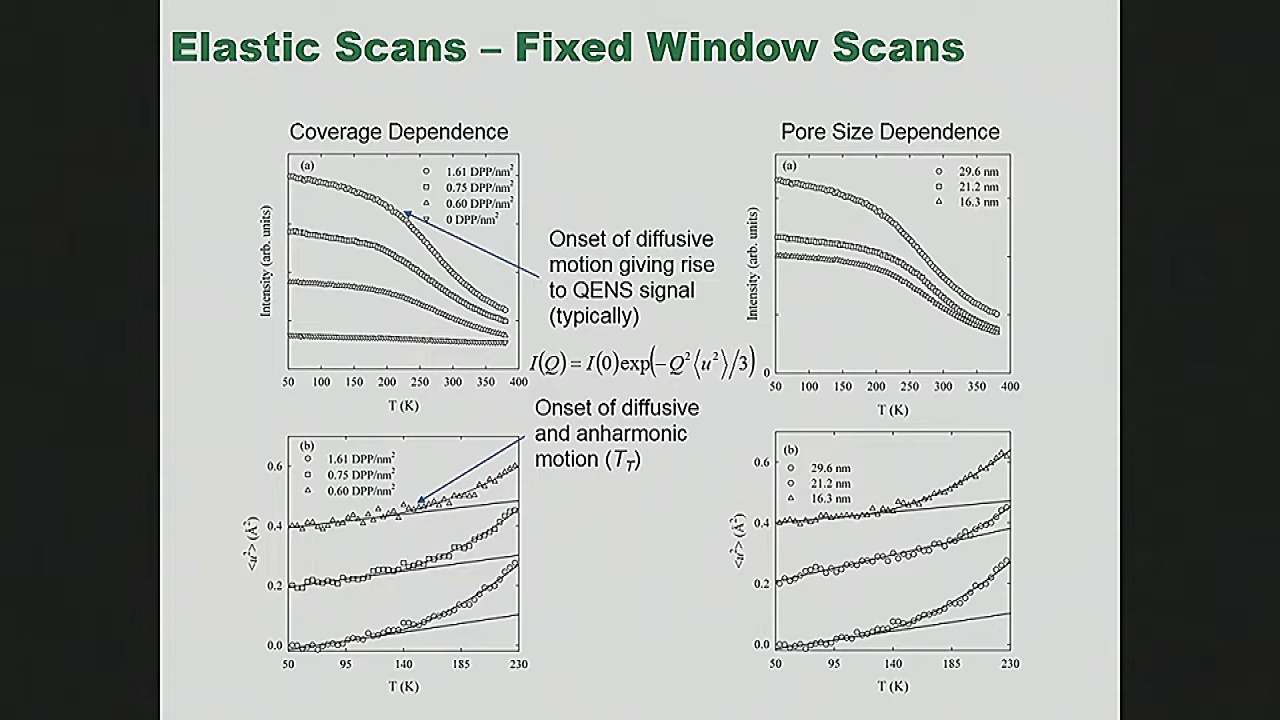 Elastic Scans – Fixed Window Scans
Coverage Dependence
(a)
1.61 DPP/nm²
0.75 DPP/nm²
0.60 DPP/nm²
0 DPP/nm²
Intensity (arb. units)
50 100 150 200 250 300 350 400
T (K)
Onset of diffusive
motion giving rise
to QENS signal
(typically)
I(Q) = I(0)exp(−Q²⟨u²⟩/3)
Onset of diffusive
and anharmonic
motion (T_T)
(b)
1.61 DPP/nm²
0.75 DPP/nm²
0.60 DPP/nm²
<u²> (Å²)
0.6
0.4
0.2
0.0
50 95 140 185 230
T (K)
Pore Size Dependence
(a)
29.6 nm
21.2 nm
16.3 nm
Intensity (arb. units)
0
50 100 150 200 250 300 350 400
T (K)
(b)
29.6 nm
21.2 nm
16.3 nm
<u²> (Å²)
0.6
0.4
0.2
0.0
50 95 140 185 230
T (K)